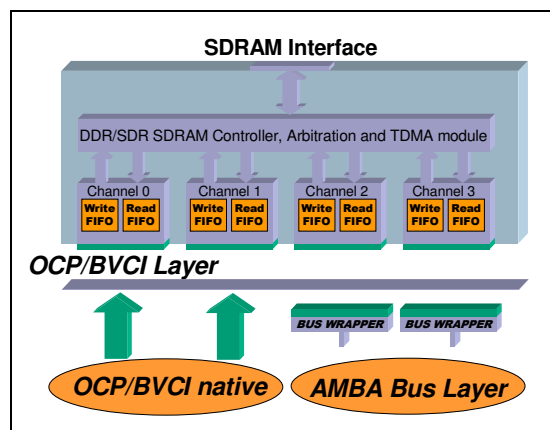 SDRAM Interface
DDR/SDR SDRAM Controller, Arbitration and TDMA module
Channel 0
Write FIFO
Read FIFO
Channel 1
Write FIFO
Read FIFO
Channel 2
Write FIFO
Read FIFO
Channel 3
Write FIFO
Read FIFO
OCP/BVCI Layer
BUS WRAPPER
BUS WRAPPER
OCP/BVCI native
AMBA Bus Layer